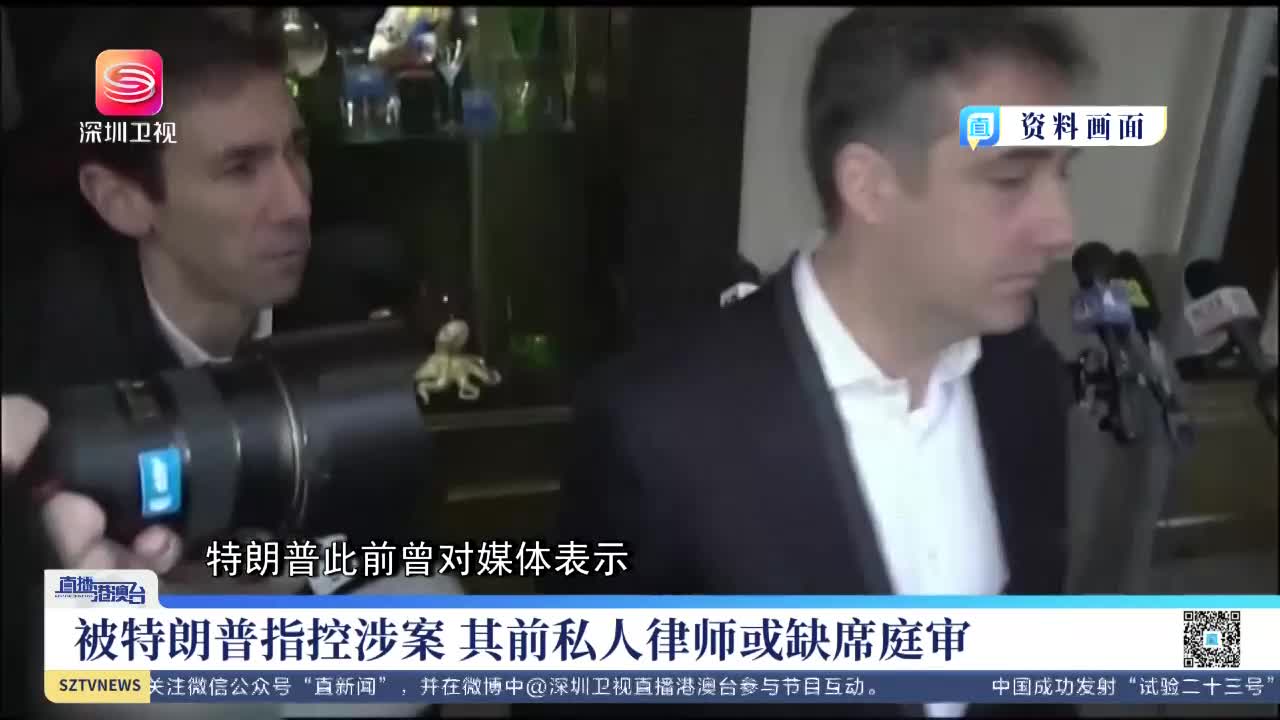 深圳卫视
直 资料画面
特朗普此前曾对媒体表示
直播港澳台
被特朗普指控涉案 其前私人律师或缺席庭审
SZTVNEWS 关注微信公众号“直新闻”，并在微博中@深圳卫视直播港澳台参与节目互动。 中国成功发射“试验二十三号”